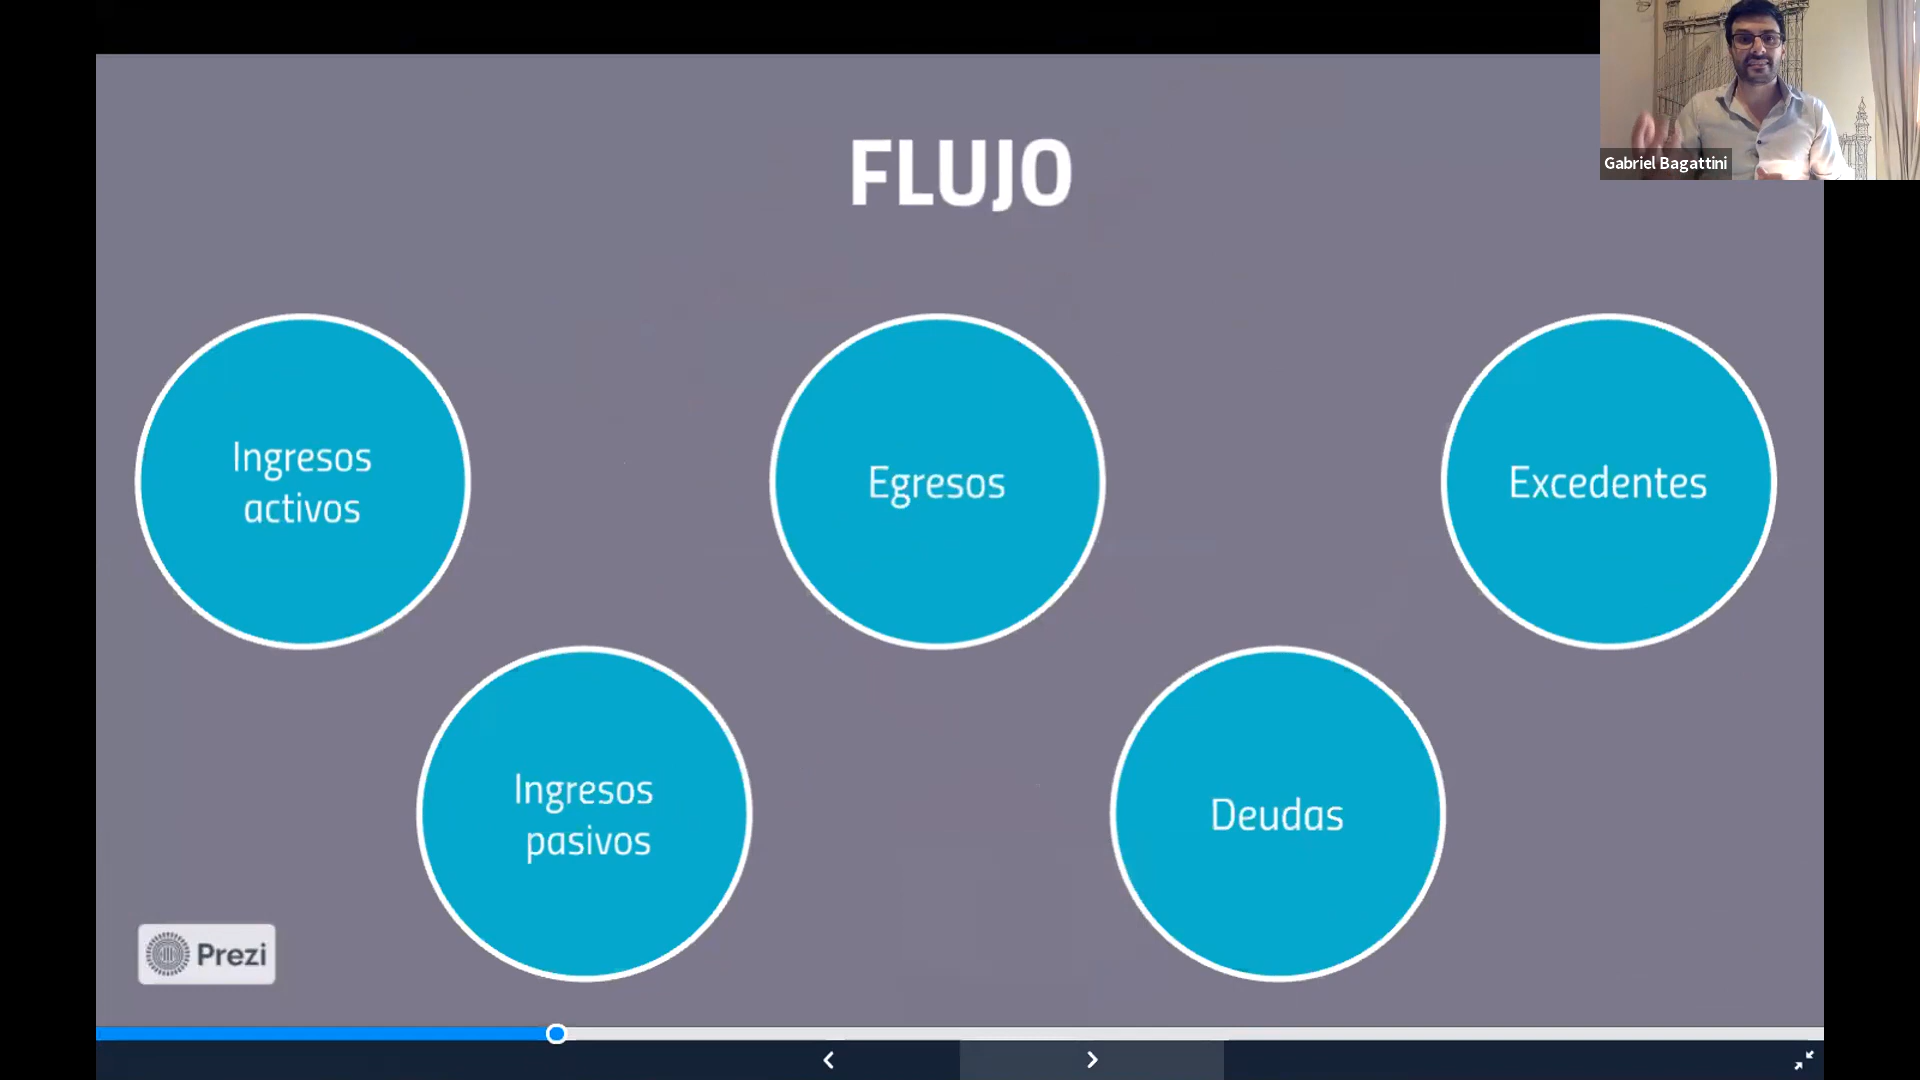 Gabriel Bagattini
FLUJO
Ingresos
activos
Egresos
Excedentes
Ingresos
pasivos
Deudas
Prezi